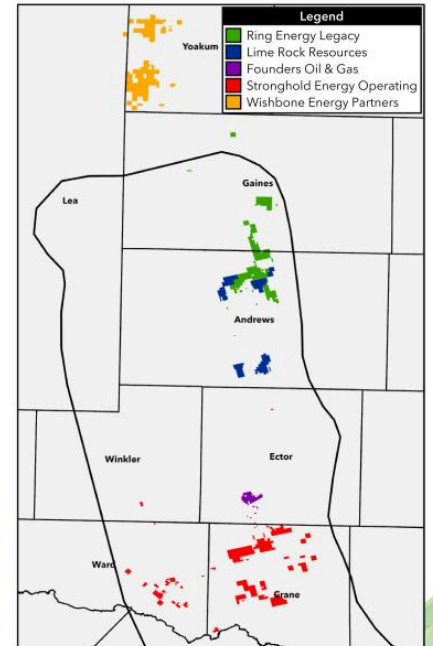 Legend
Ring Energy Legacy
Lime Rock Resources
Founders Oil & Gas
Stronghold Energy Operating
Wishbone Energy Partners
Yoakum
Gaines
Lea
Andrews
Winkler
Ector
Ward
Crane